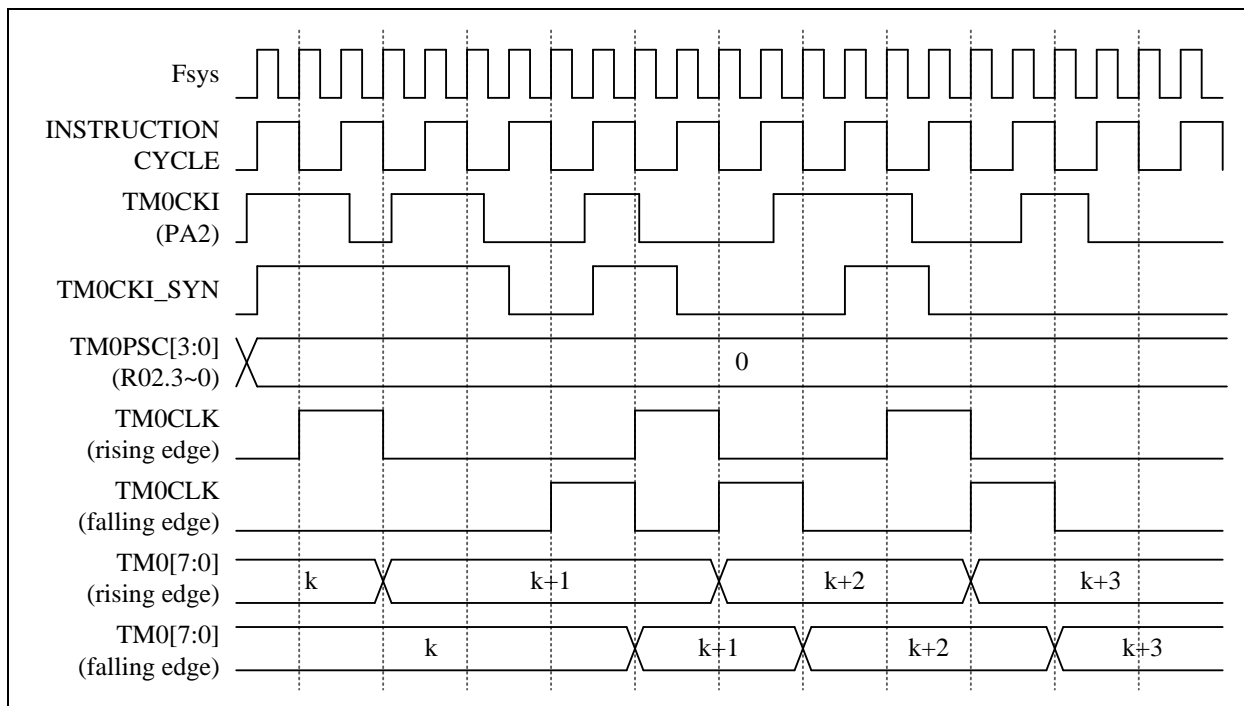 Fsys
INSTRUCTION
CYCLE
TM0CKI
(PA2)
TM0CKI_SYN
TM0PSC[3:0]
(R02.3~0)
0
TM0CLK
(rising edge)
TM0CLK
(falling edge)
TM0[7:0]
(rising edge)
k k+1 k+2 k+3
TM0[7:0]
(falling edge)
k k+1 k+2 k+3